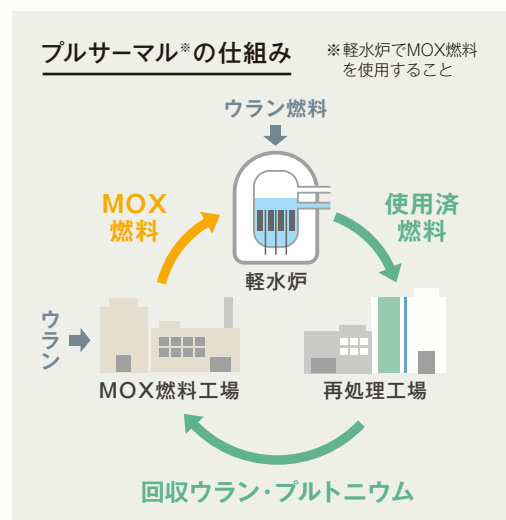 プルサーマル※の仕組み
※軽水炉でMOX燃料
を使用すること
ウラン燃料
MOX
燃料
使用済
燃料
軽水炉
ウラン
MOX燃料工場
再処理工場
回収ウラン・プルトニウム